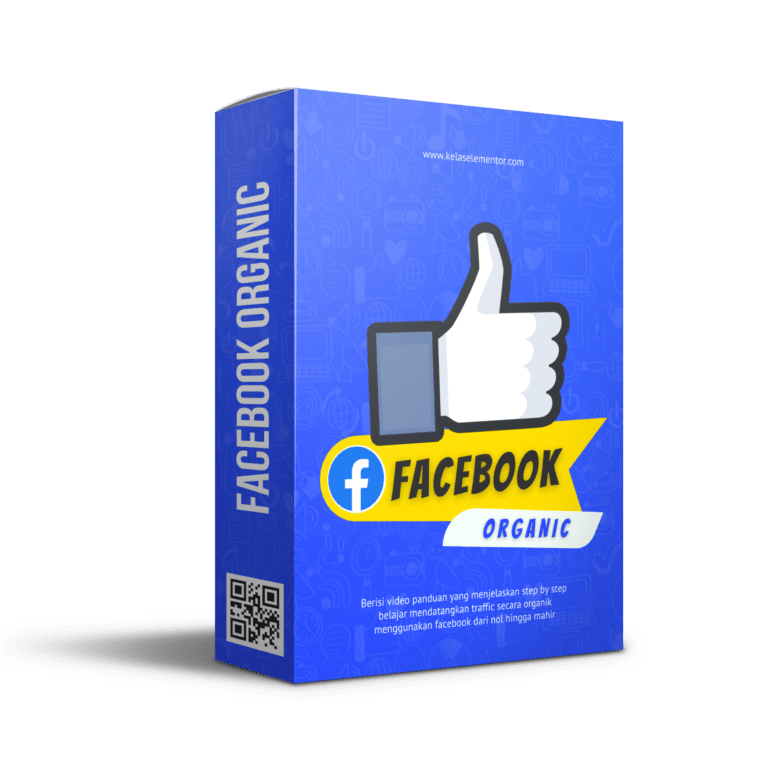 FACEBOOK ORGANIC
www.kelaselementor.com
FACEBOOK
ORGANIC
Berisi video panduan yang menjelaskan step by step
belajar mendatangkan traffic secara organik
menggunakan facebook dari nol hingga mahir